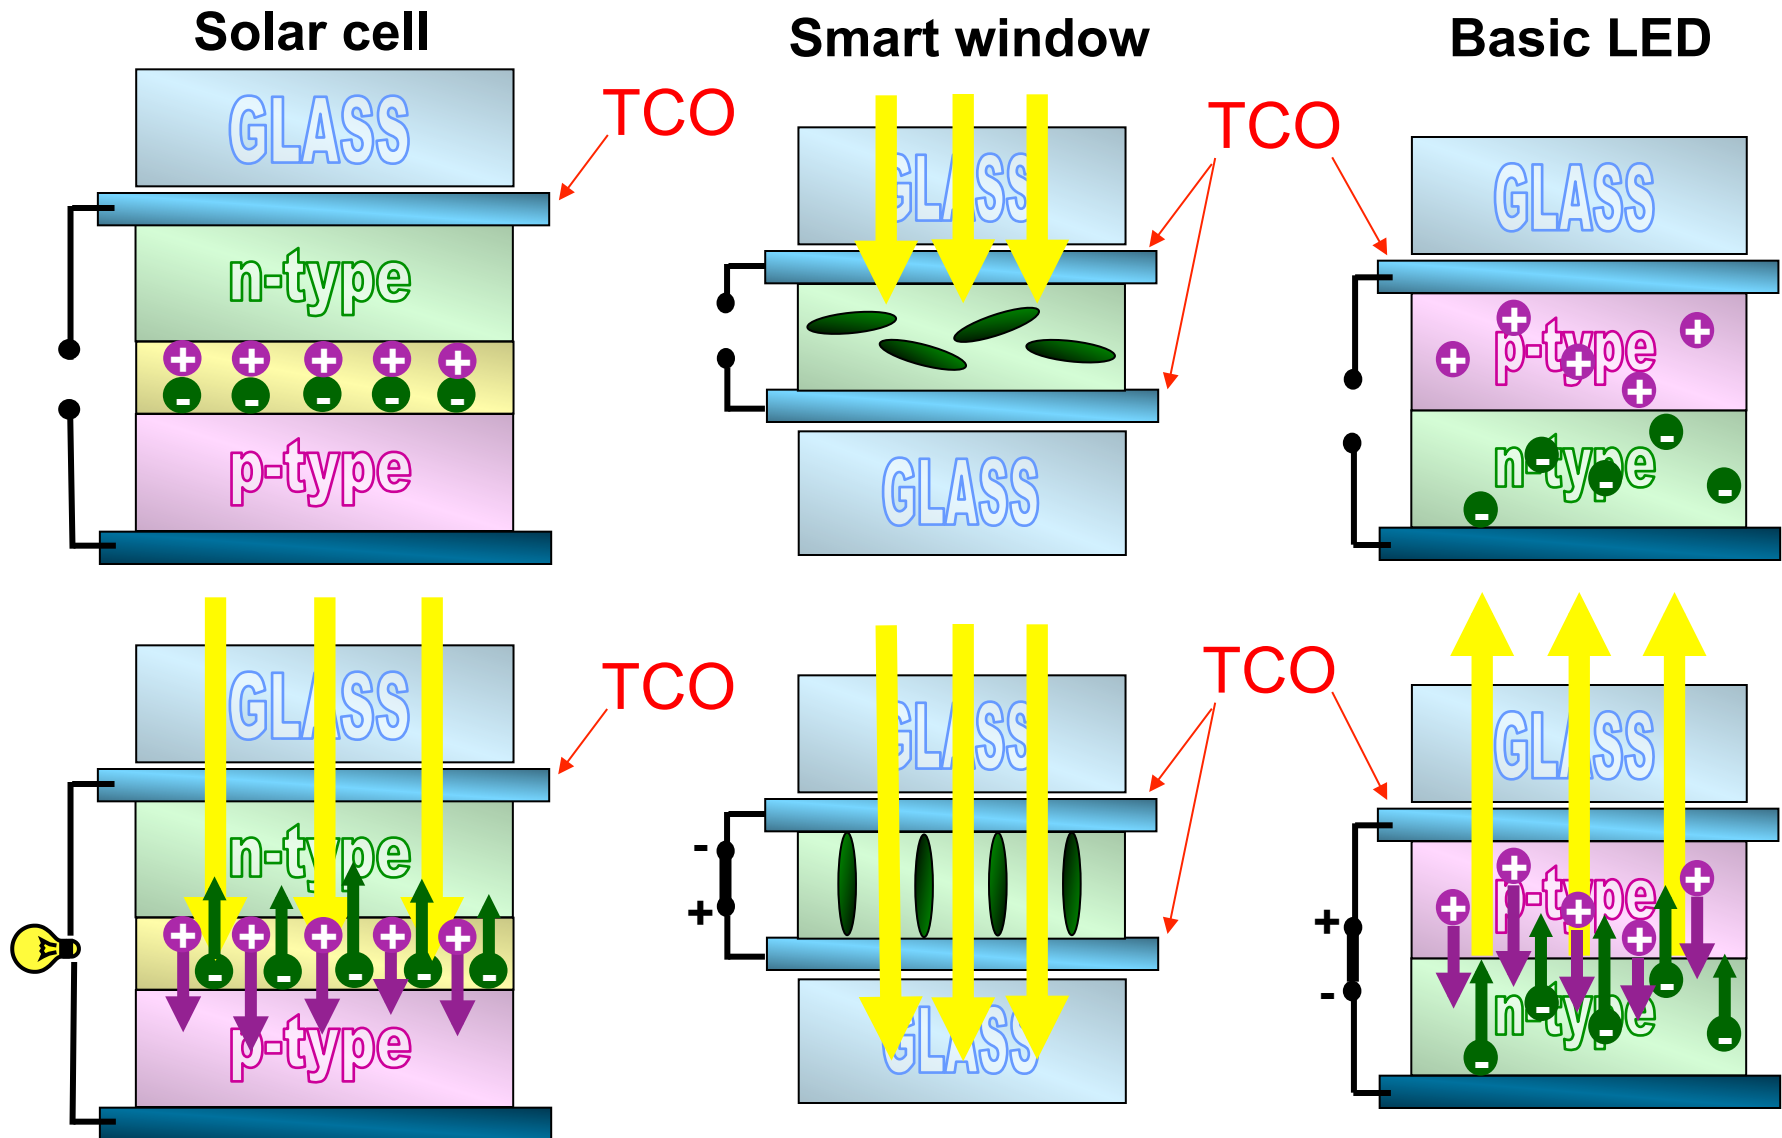 Solar cell
Smart window
Basic LED
GLASS
TCO
n-type
+ + + + +
- - - - -
p-type
GLASS
TCO
GLASS
GLASS
p-type
+ + + + +
n-type
- - - - -
GLASS
TCO
n-type
+ + + + +
- - - - -
p-type
GLASS
TCO
-
+
GLASS
GLASS
+
-
p-type
+ + + + +
n-type
- - - - -